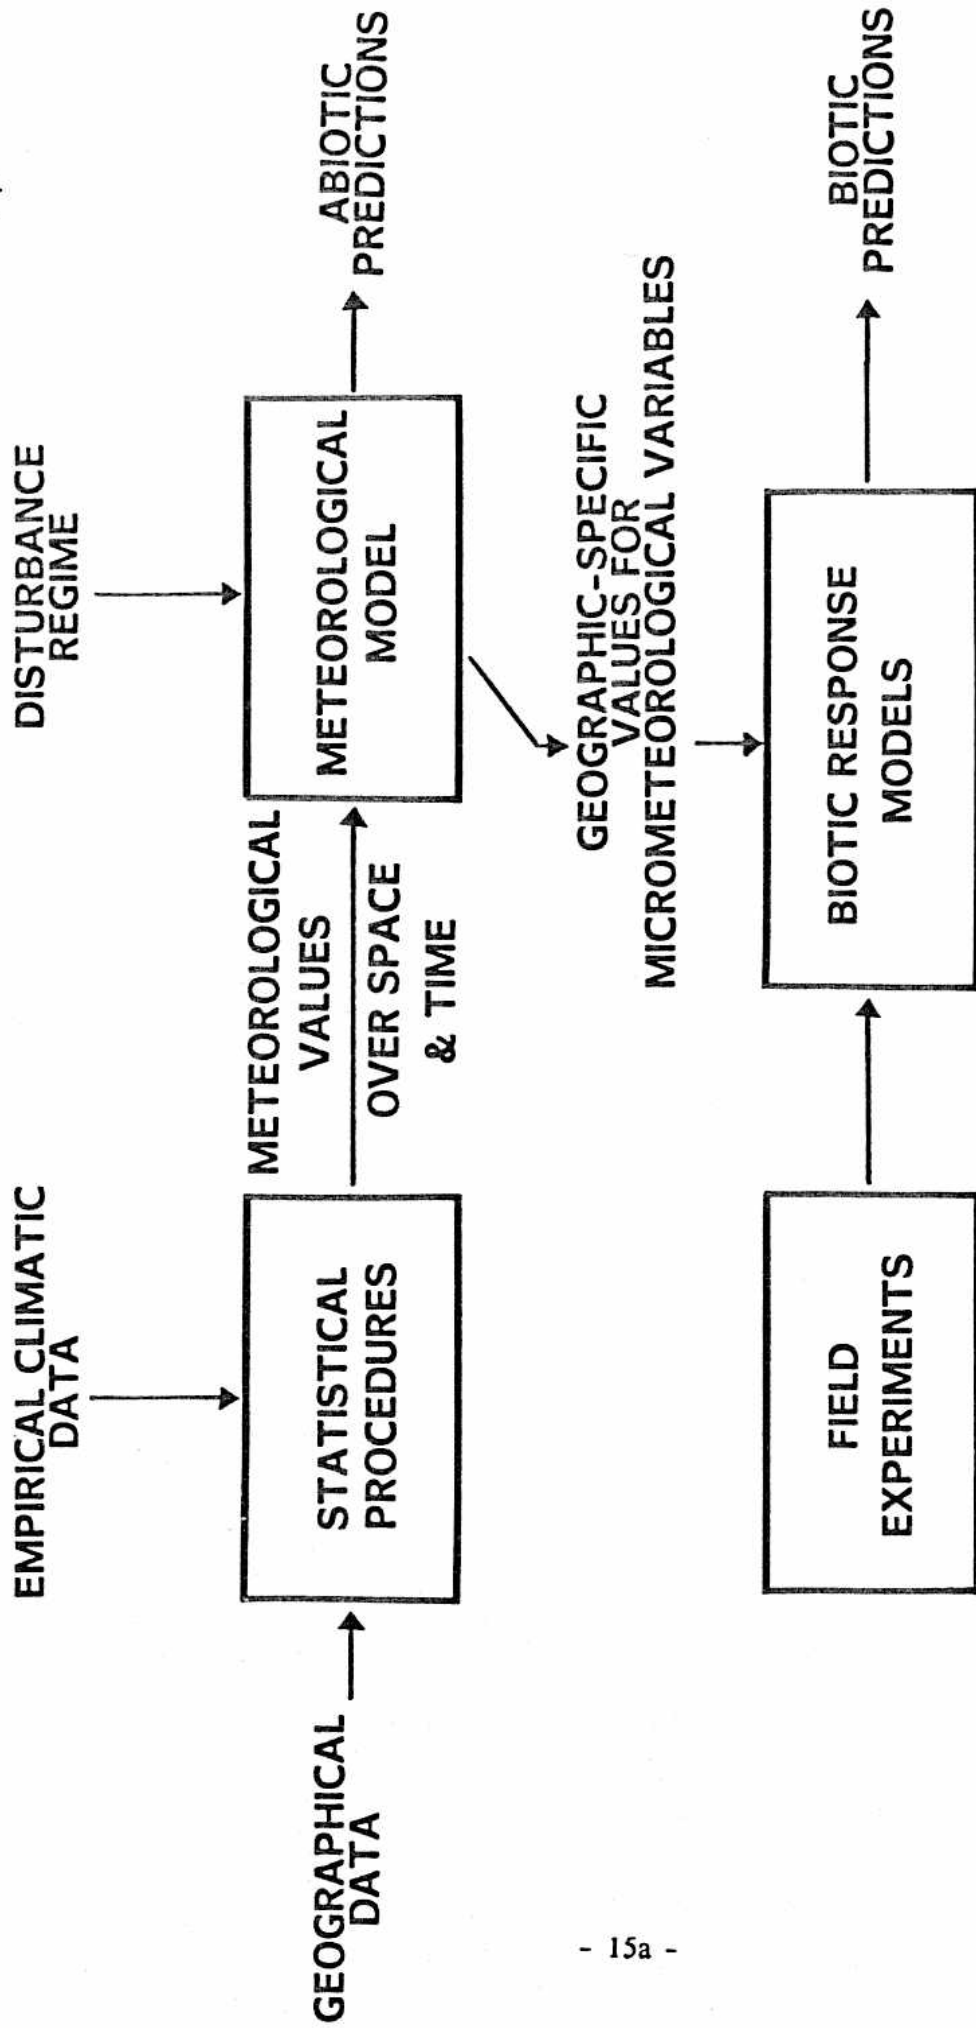 EMPIRICAL CLIMATIC
DATA
DISTURBANCE
REGIME
GEOGRAPHICAL
DATA
STATISTICAL
PROCEDURES
METEOROLOGICAL
VALUES
OVER SPACE
& TIME
METEOROLOGICAL
MODEL
ABIOTIC
PREDICTIONS
GEOGRAPHIC-SPECIFIC
VALUES FOR
MICROMETEOROLOGICAL VARIABLES
FIELD
EXPERIMENTS
BIOTIC RESPONSE
MODELS
BIOTIC
PREDICTIONS
- 15a -